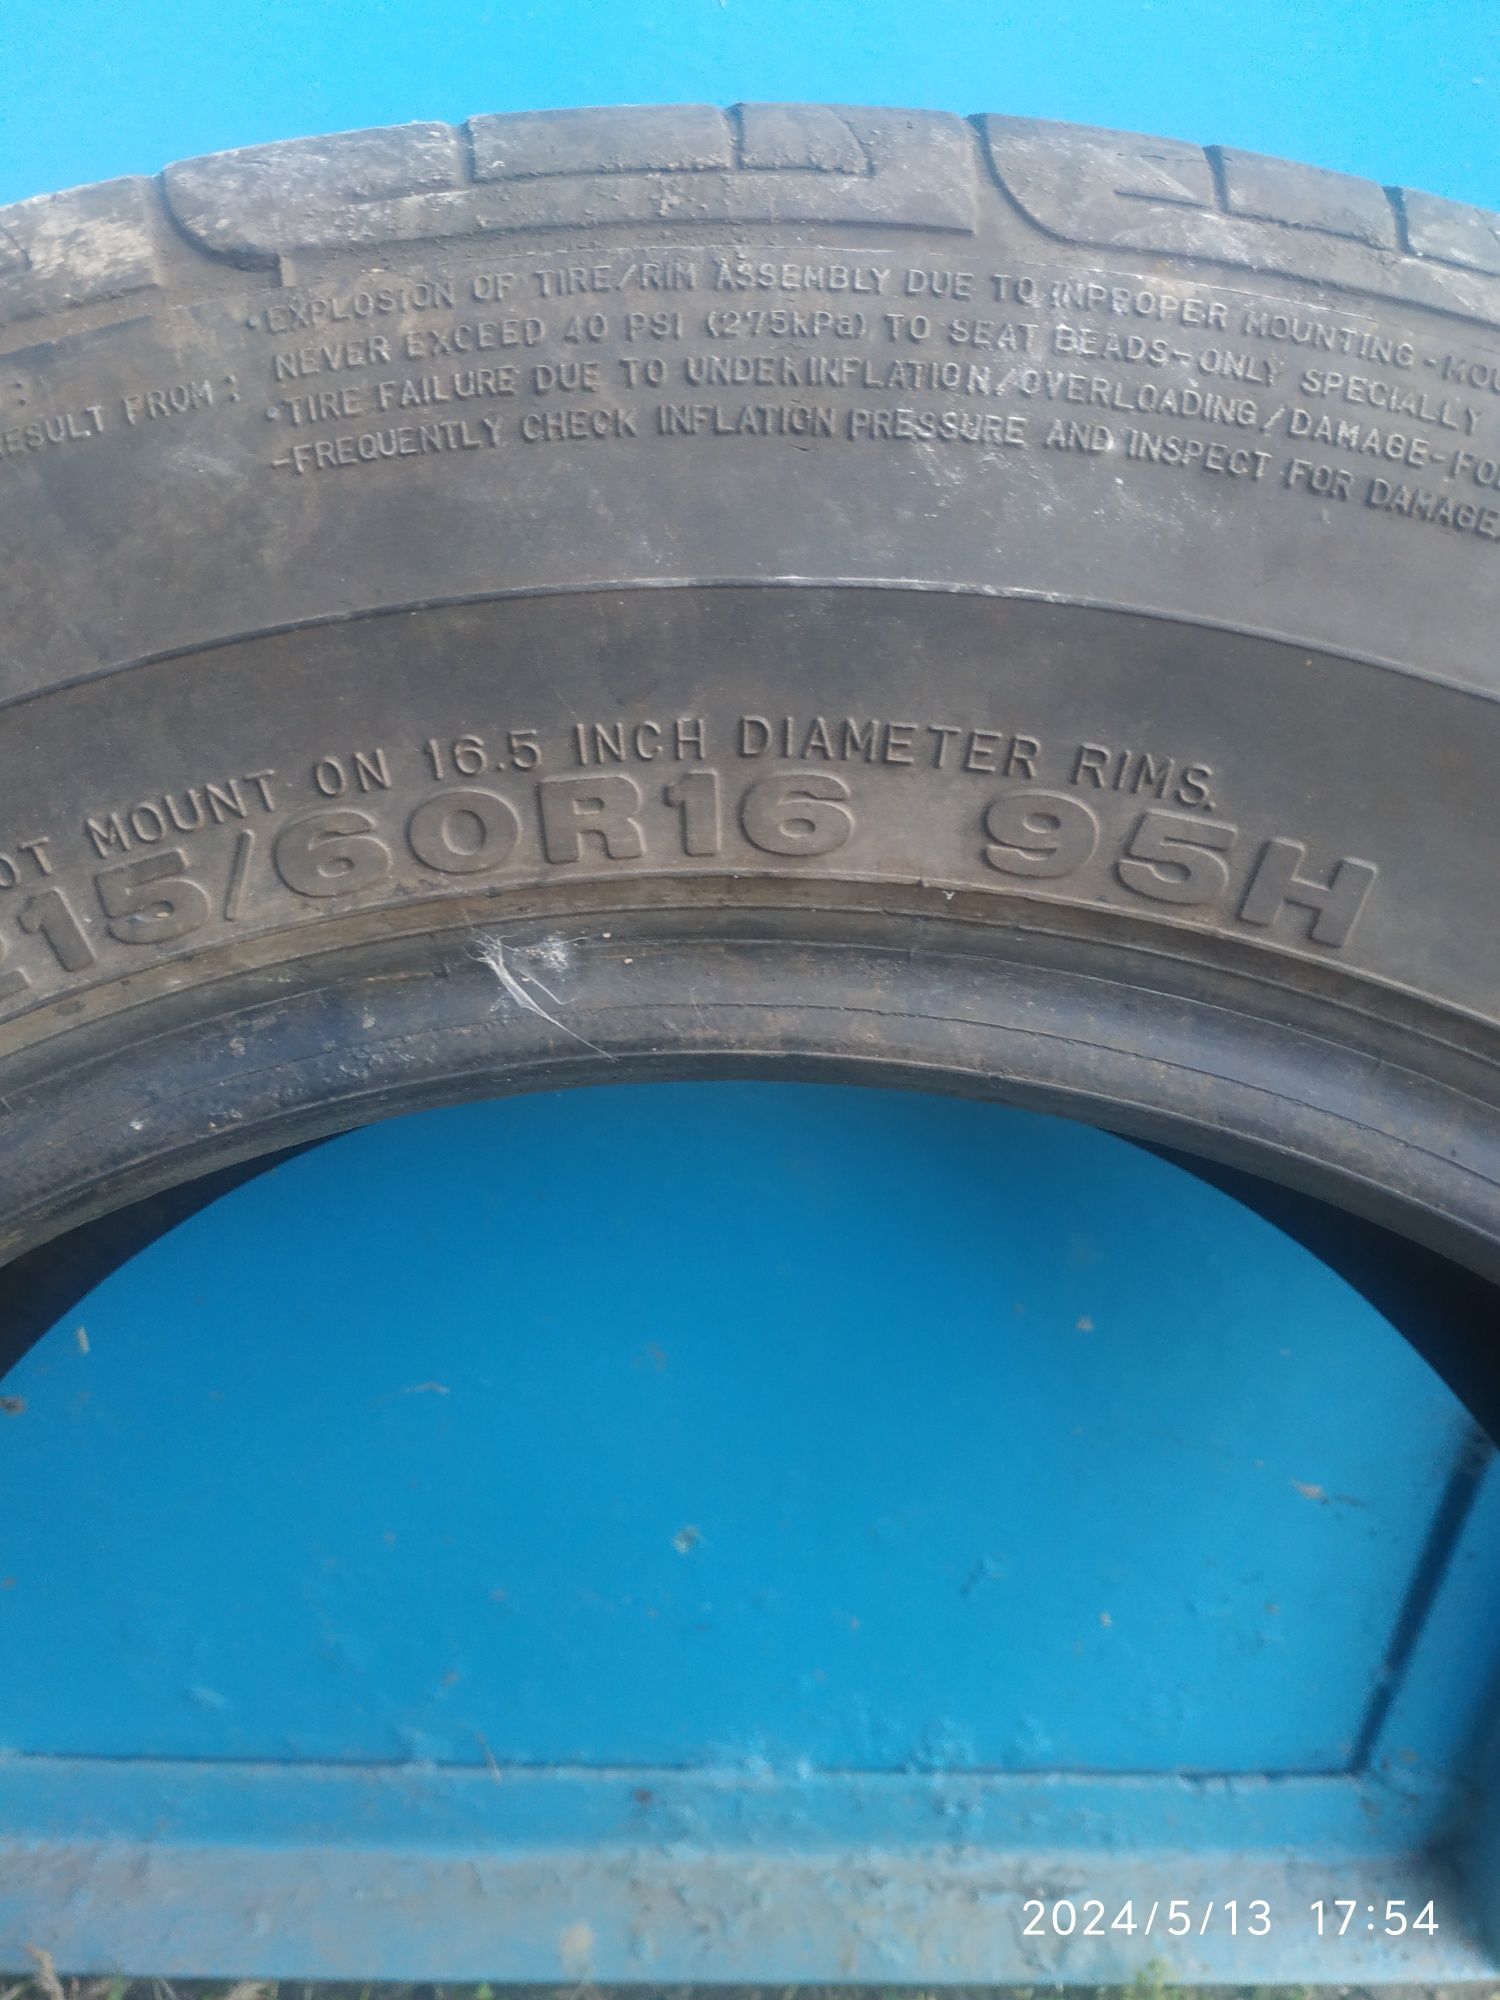 •EXPLOSION OF TIRE/RIM ASSEMBLY DUE TO IMPROPER MOUNTING-
NEVER EXCEED 40 PSI (275kPa) TO SEAT BEADS-ONLY SPECIALLY
RESULT FROM: •TIRE FAILURE DUE TO UNDERINFLATION/OVERLOADING/DAMAGE-
-FREQUENTLY CHECK INFLATION PRESSURE AND INSPECT FOR DAMAGE
MOUNT ON 16.5 INCH DIAMETER RIMS.
215/60R16 95H
2024/5/13 17:54